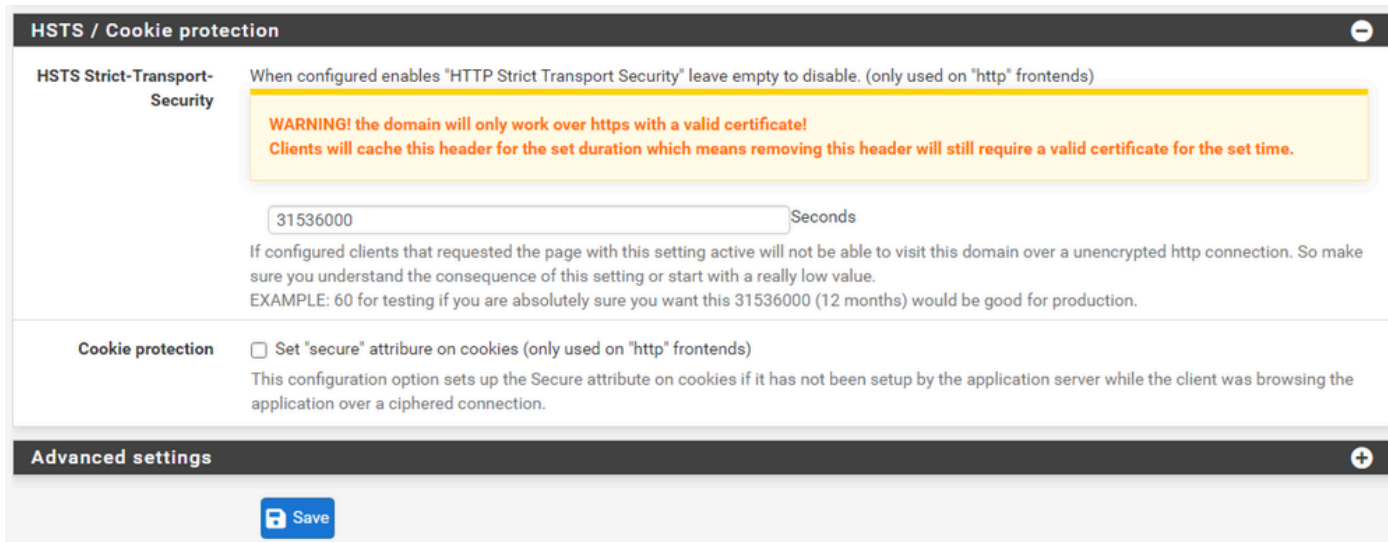 HSTS / Cookie protection
HSTS Strict-Transport-
Security
When configured enables "HTTP Strict Transport Security" leave empty to disable. (only used on "http" frontends)
WARNING! the domain will only work over https with a valid certificate!
Clients will cache this header for the set duration which means removing this header will still require a valid certificate for the set time.
31536000
Seconds
If configured clients that requested the page with this setting active will not be able to visit this domain over a unencrypted http connection. So make
sure you understand the consequence of this setting or start with a really low value.
EXAMPLE: 60 for testing if you are absolutely sure you want this 31536000 (12 months) would be good for production.
Cookie protection
Set "secure" attribure on cookies (only used on "http" frontends)
This configuration option sets up the Secure attribute on cookies if it has not been setup by the application server while the client was browsing the
application over a ciphered connection.
Advanced settings
Save